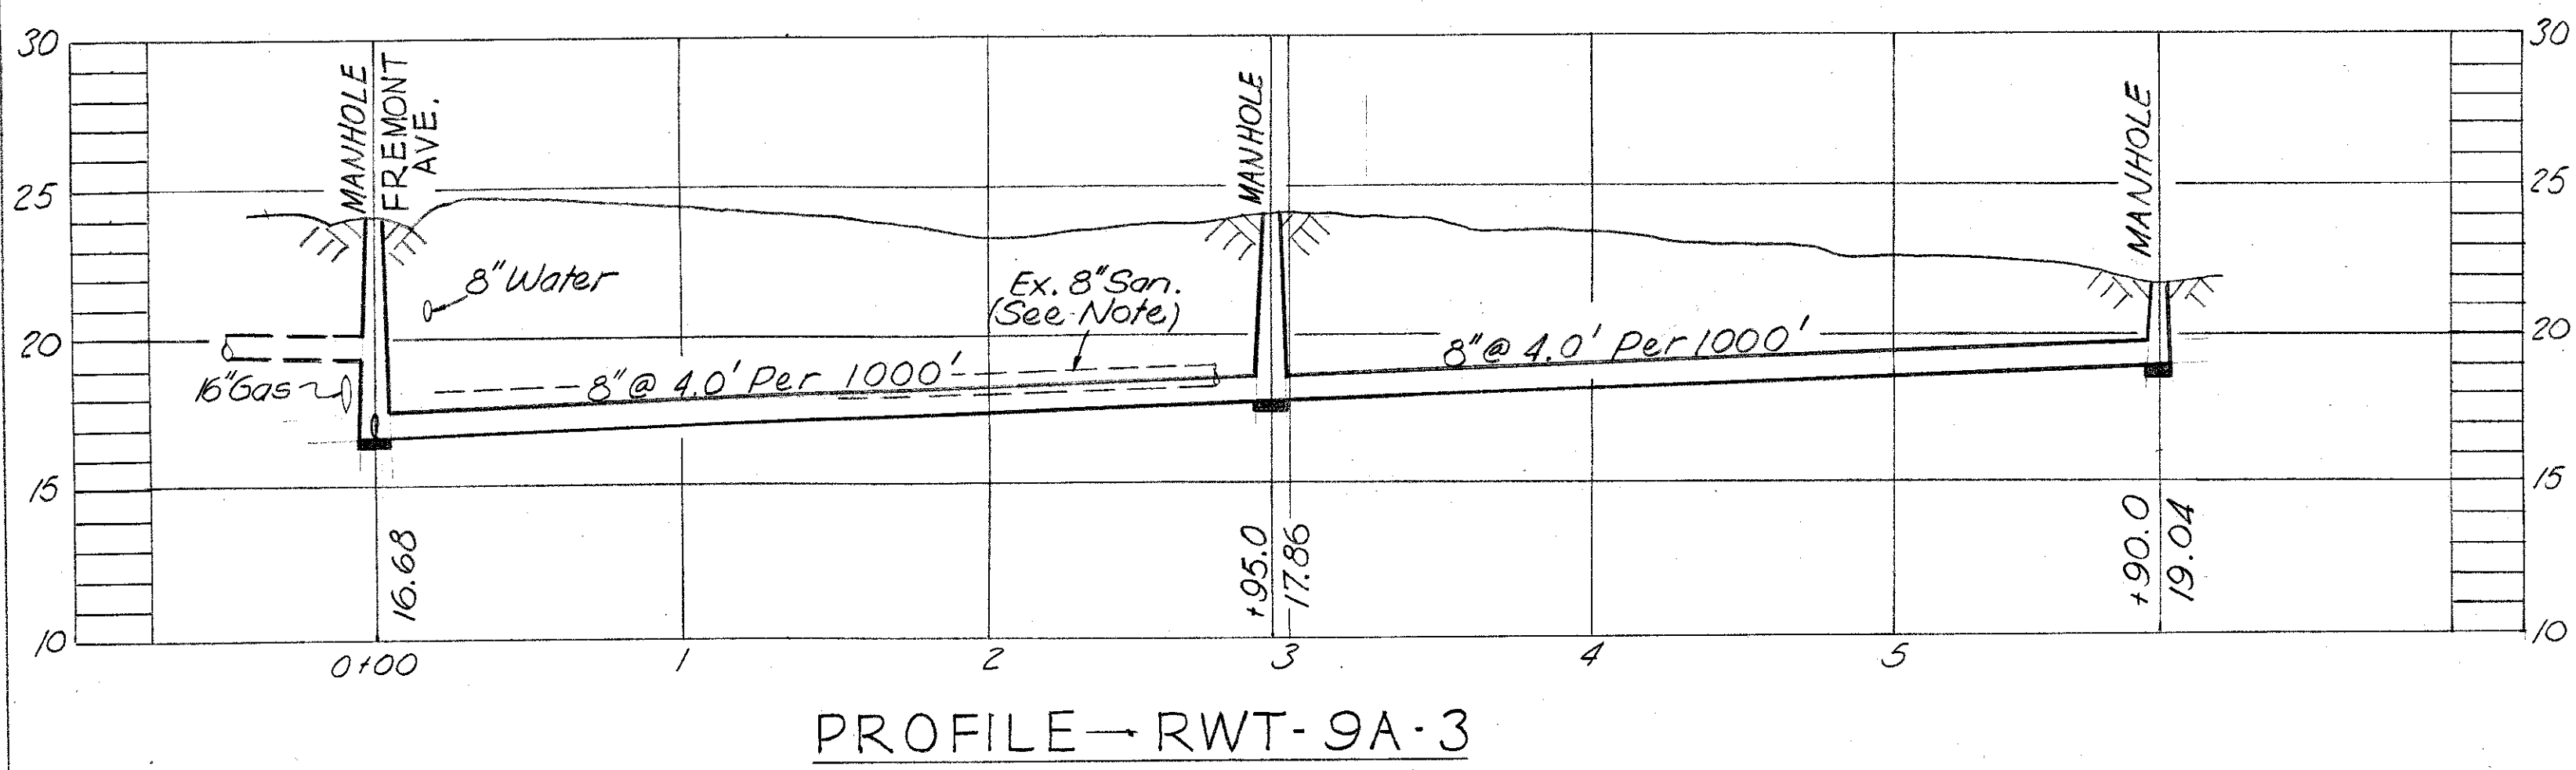 30
25
20
15
10
MANHOLE
FREMONT
AVE.
8" Water
16" Gas
8" @ 4.0' Per 1000'
Ex. 8" San.
(See Note)
MANHOLE
8" @ 4.0' Per 1000'
MANHOLE
30
25
20
15
10
16.68
+95.0
17.86
+90.0
19.04
0+00
1
2
3
4
5
PROFILE — RWT-9A-3